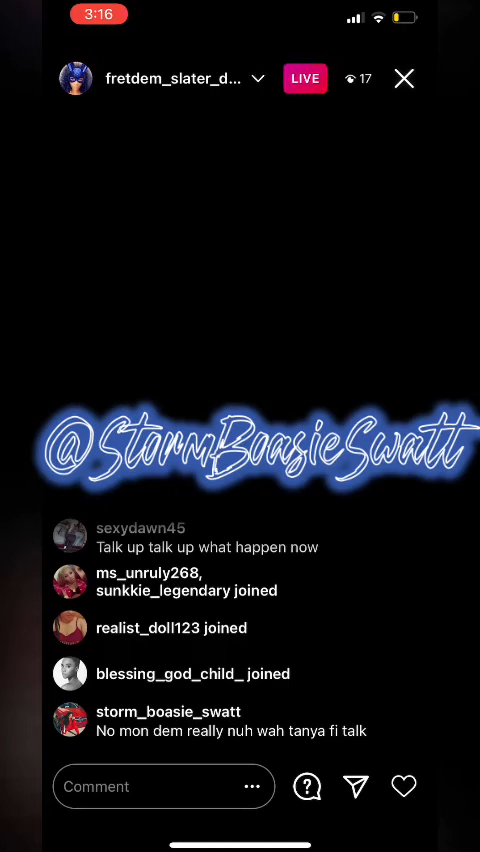 3:16
fretdem_slater_d...
LIVE
17
@StormBoasieSwatt
sexydawn45
Talk up talk up what happen now
ms_unruly268,
sunkkie_legendary joined
realist_doll123 joined
blessing_god_child_ joined
storm_boasie_swatt
No mon dem really nuh wah tanya fi talk
Comment